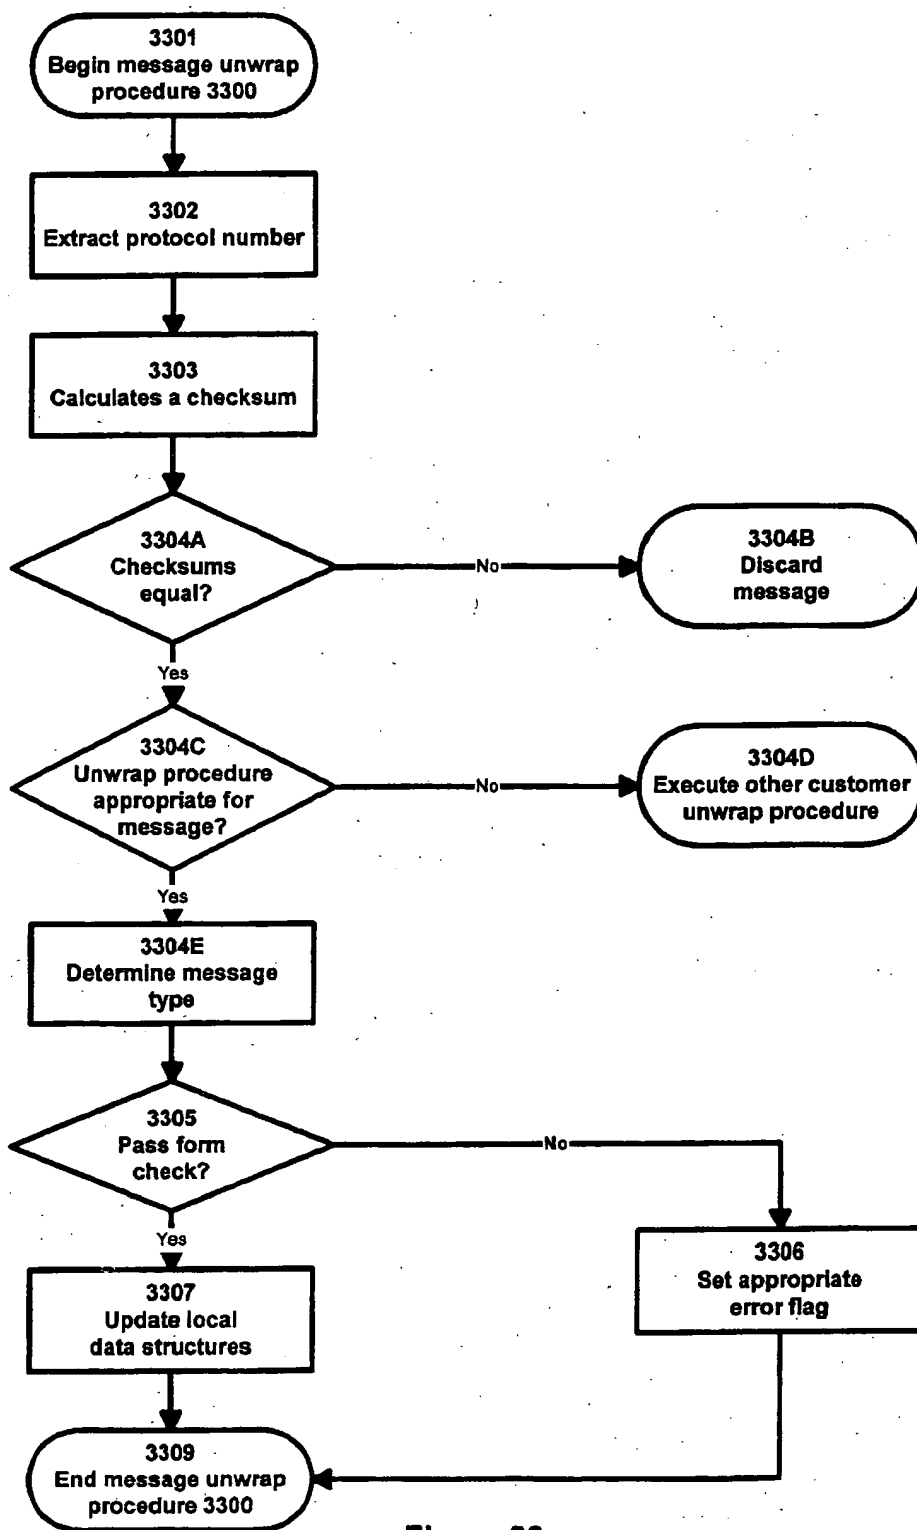 3301
Begin message unwrap
procedure 3300
3302
Extract protocol number
3303
Calculates a checksum
3304A
Checksums
equal?
No
3304B
Discard
message
Yes
3304C
Unwrap procedure
appropriate for
message?
No
3304D
Execute other customer
unwrap procedure
Yes
3304E
Determine message
type
3305
Pass form
check?
No
Yes
3306
Set appropriate
error flag
3307
Update local
data structures
3309
End message unwrap
procedure 3300